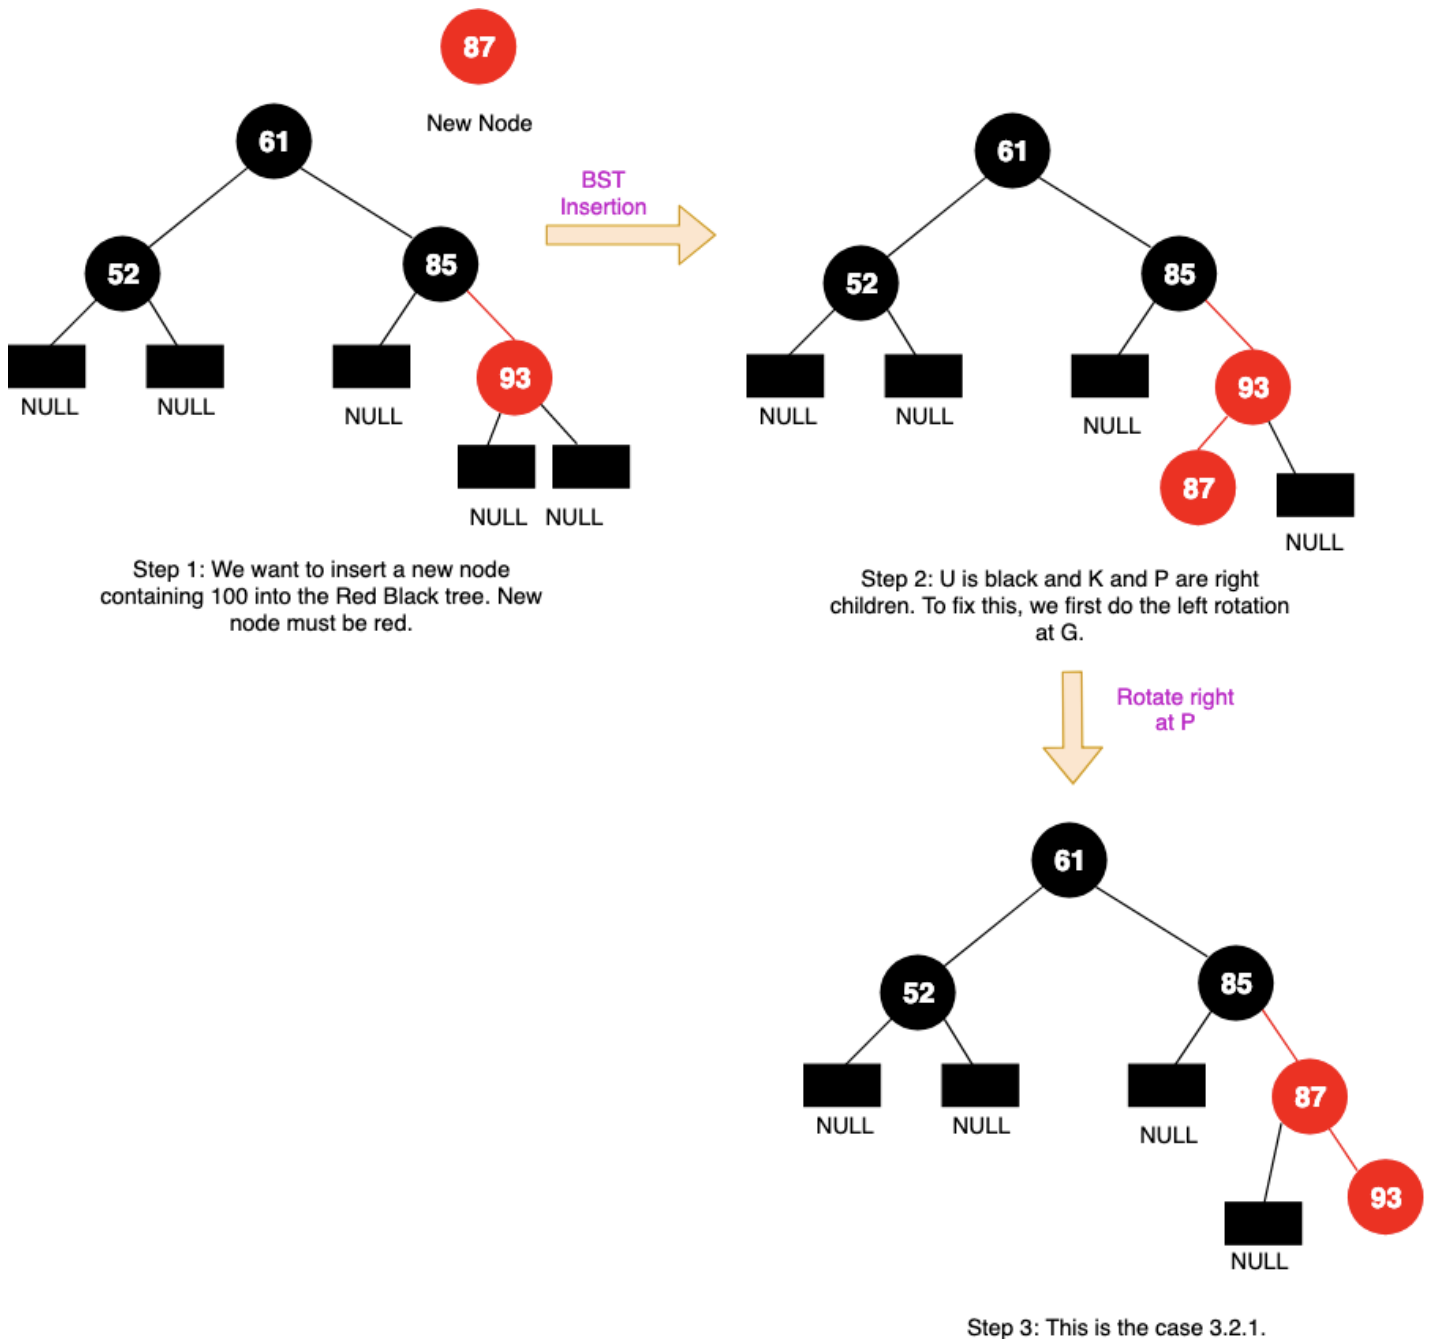 87
New Node
61
52
85
NULL
NULL
NULL
93
NULL
NULL
Step 1: We want to insert a new node
containing 100 into the Red Black tree. New
node must be red.
BST
Insertion
61
52
85
NULL
NULL
NULL
93
87
NULL
Step 2: U is black and K and P are right
children. To fix this, we first do the left rotation
at G.
Rotate right
at P
61
52
85
NULL
NULL
NULL
87
93
NULL
Step 3: This is the case 3.2.1.